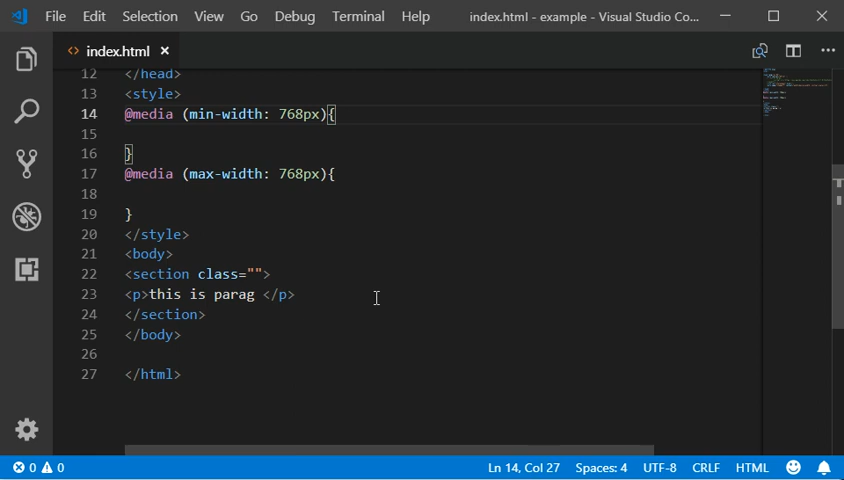 File Edit Selection View Go Debug Terminal Help index.html - example - Visual Studio Co...
<> index.html ×
12 </head>
13 <style>
14 @media (min-width: 768px){
15
16 }
17 @media (max-width: 768px){
18
19 }
20 </style>
21 <body>
22 <section class="">
23 <p>this is parag </p>
24 </section>
25 </body>
26
27 </html>
0 0 Ln 14, Col 27 Spaces: 4 UTF-8 CRLF HTML